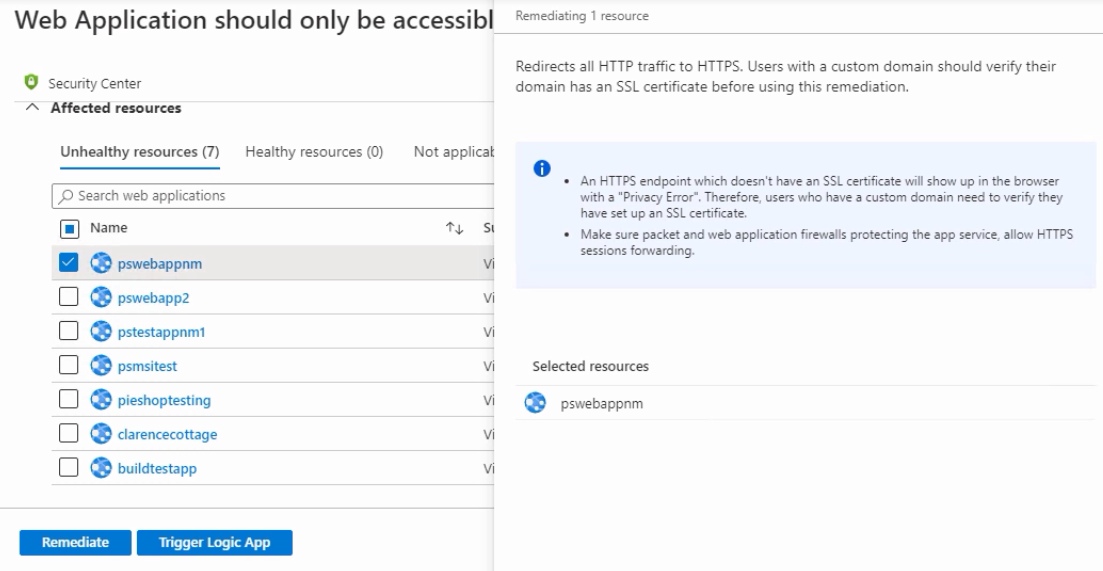 Web Application should only be accessibl
Security Center
Affected resources
Unhealthy resources (7)
Healthy resources (0)
Not applicab
Search web applications
Name
Su
pswebappnm
Vi
pswebapp2
Vi
pstestappnm1
Vi
psmsitest
Vi
pieshoptesting
Vi
clarencecottage
Vi
buildtestapp
Vi
Remediate
Trigger Logic App
Remediating 1 resource
Redirects all HTTP traffic to HTTPS. Users with a custom domain should verify their
domain has an SSL certificate before using this remediation.
• An HTTPS endpoint which doesn't have an SSL certificate will show up in the browser
with a "Privacy Error". Therefore, users who have a custom domain need to verify they
have set up an SSL certificate.
• Make sure packet and web application firewalls protecting the app service, allow HTTPS
sessions forwarding.
Selected resources
pswebappnm